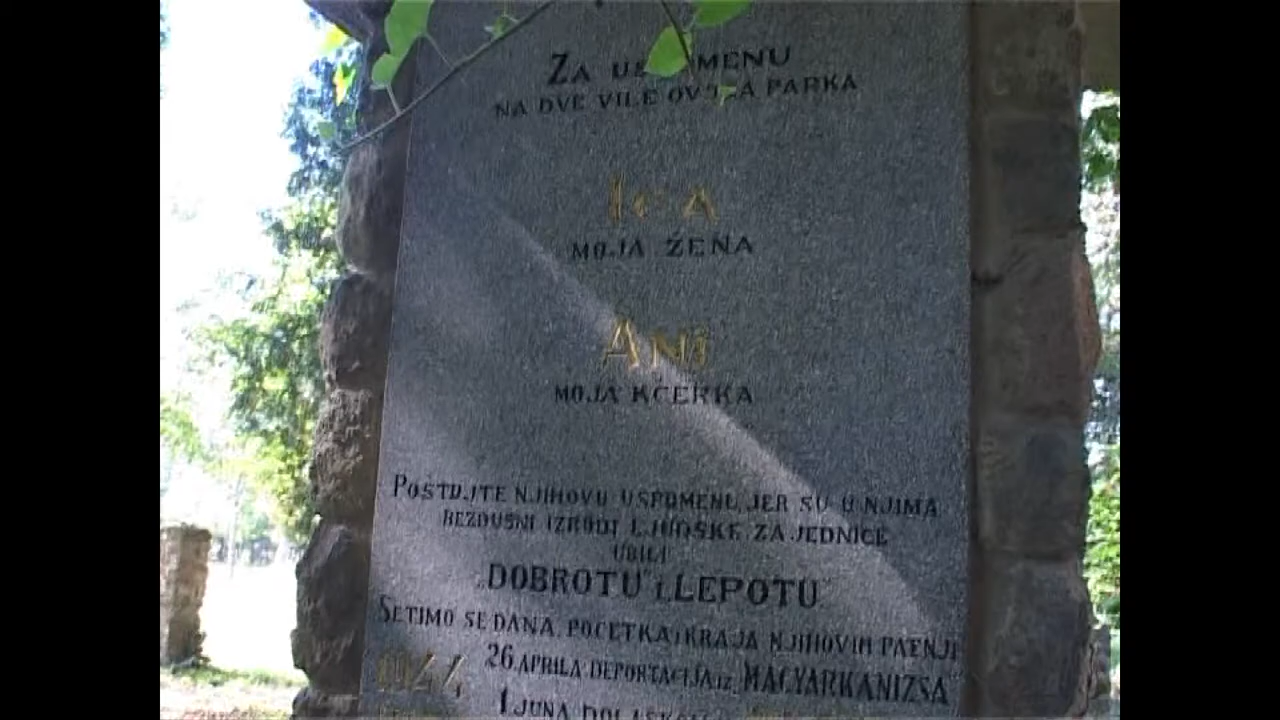 ZA USPOMENU
NA DVE VILE OVOGA PARKA
MOJA ŽENA
ANI
MOJA KĆERKA
POŠTUJTE NJIHOVU USPOMENU, JER SU U NJIMA
BEZDUŠNI IZRODI LJUDSKE ZAJEDNICE
UBILI
„DOBROTU" i „LEPOTU"
SETIMO SE DANA, POČETKA i KRAJA NJIHOVIH PATNJI
1944 26 APRILA DEPORTACIJA iz MAGYARKANIZSA
1 JUNA